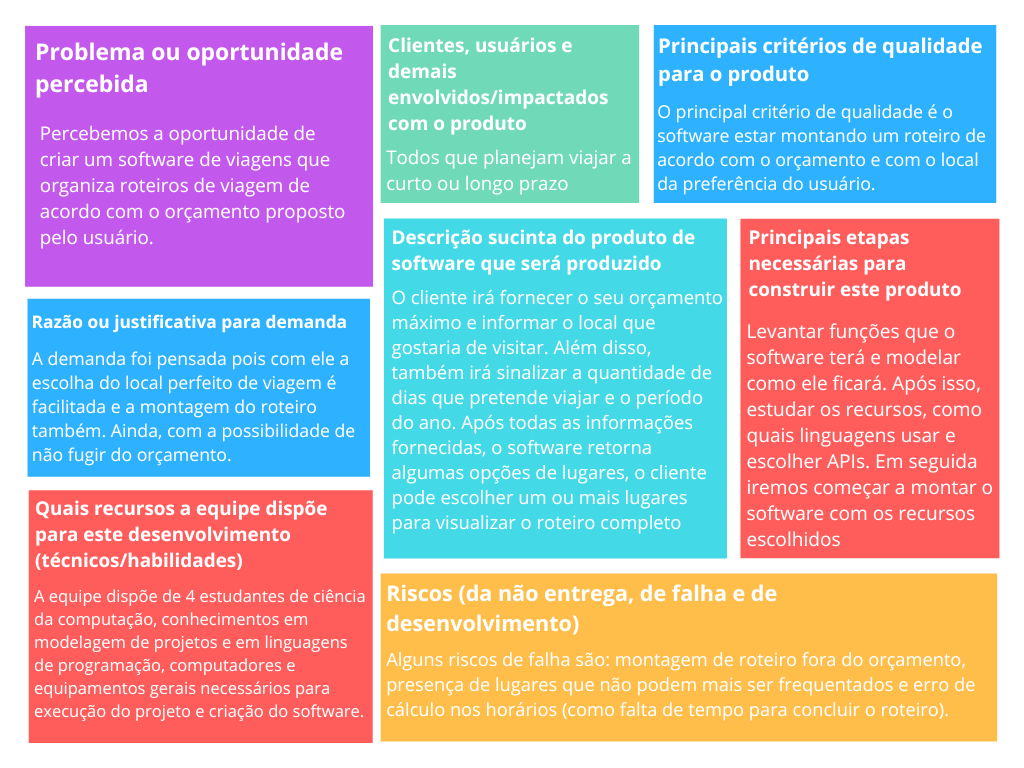 Problema ou oportunidade
percebida
Percebemos a oportunidade de
criar um software de viagens que
organiza roteiros de viagem de
acordo com o orçamento proposto
pelo usuário.
Clientes, usuários e
demais
envolvidos/impactados
com o produto
Todos que planejam viajar a
curto ou longo prazo
Principais critérios de qualidade
para o produto
O principal critério de qualidade é o
software estar montando um roteiro de
acordo com o orçamento e com o local
da preferência do usuário.
Razão ou justificativa para demanda
A demanda foi pensada pois com ele a
escolha do local perfeito de viagem é
facilitada e a montagem do roteiro
também. Ainda, com a possibilidade de
não fugir do orçamento.
Descrição sucinta do produto de
software que será produzido
O cliente irá fornecer o seu orçamento
máximo e informar o local que
gostaria de visitar. Além disso,
também irá sinalizar a quantidade de
dias que pretende viajar e o período
do ano. Após todas as informações
fornecidas, o software retorna
algumas opções de lugares, o cliente
pode escolher um ou mais lugares
para visualizar o roteiro completo
Principais etapas
necessárias para
construir este produto
Levantar funções que o
software terá e modelar
como ele ficará. Após isso,
estudar os recursos, como
quais linguagens usar e
escolher APIs. Em seguida
iremos começar a montar o
software com os recursos
escolhidos
Quais recursos a equipe dispõe
para este desenvolvimento
(técnicos/habilidades)
A equipe dispõe de 4 estudantes de ciência
da computação, conhecimentos em
modelagem de projetos e em linguagens
de programação, computadores e
equipamentos gerais necessários para
execução do projeto e criação do software.
Riscos (da não entrega, de falha e de
desenvolvimento)
Alguns riscos de falha são: montagem de roteiro fora do orçamento,
presença de lugares que não podem mais ser frequentados e erro de
cálculo nos horários (como falta de tempo para concluir o roteiro).